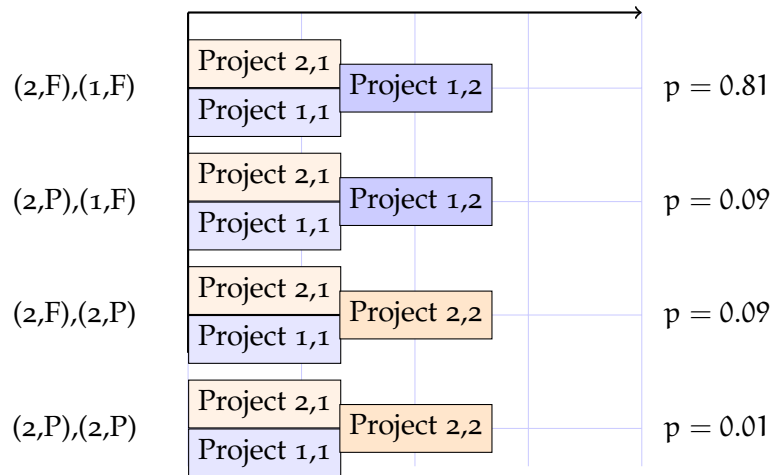 Project 2,1
(2,F),(1,F) Project 1,2 p = 0.81
Project 1,1
Project 2,1
(2,P),(1,F) Project 1,2 p = 0.09
Project 1,1
Project 2,1
(2,F),(2,P) Project 2,2 p = 0.09
Project 1,1
Project 2,1
(2,P),(2,P) Project 2,2 p = 0.01
Project 1,1